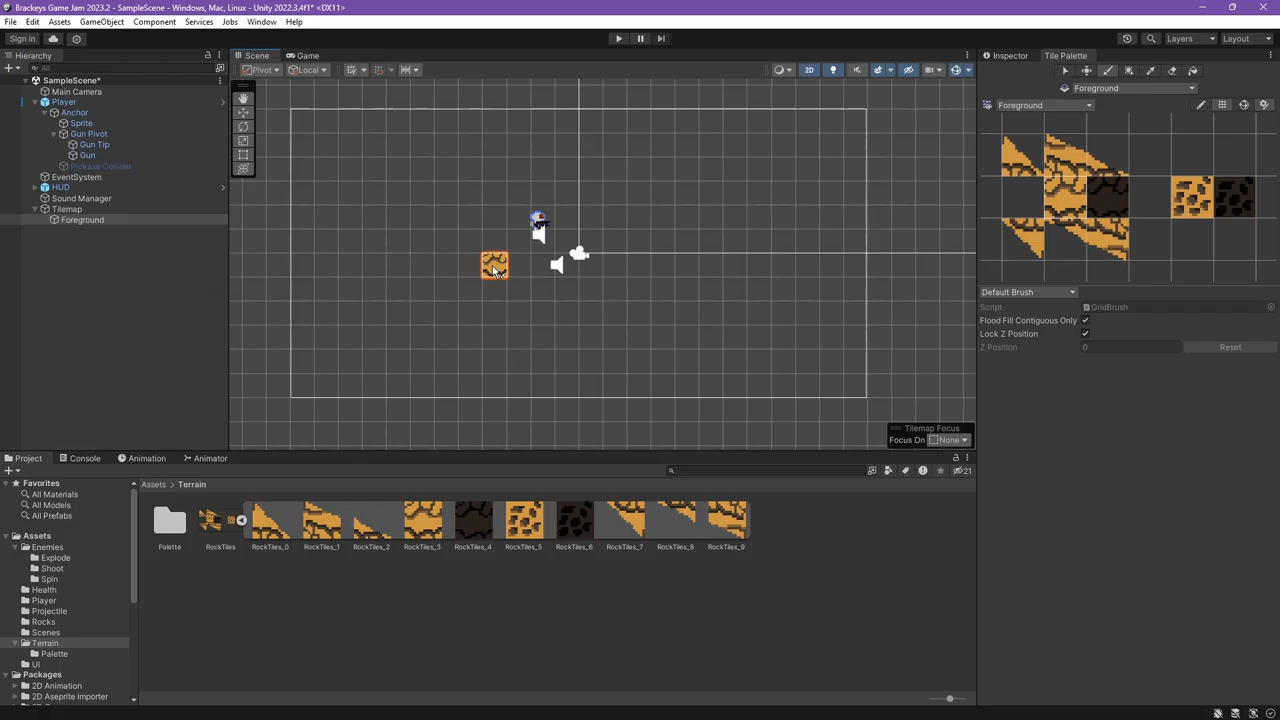 Brackeys Game Jam 2023.2 - SampleScene - Windows, Mac, Linux - Unity 2022.3.4f1* <DX11>
File Edit Assets GameObject Component Services Jobs Window Help
Sign in Layers Layout
Hierarchy Scene Game Inspector Tile Palette
All Pivot Local 2D
SampleScene*
Main Camera
Player
Anchor
Sprite
Gun Pivot
Gun Tip
Gun
Pickaxe Collider
EventSystem
HUD
Sound Manager
Tilemap
Foreground
Foreground
Foreground
Default Brush
Script GridBrush
Flood Fill Contiguous Only
Lock Z Position
Z Position 0 Reset
Tilemap Focus
Focus On None
Project Console Animation Animator
21
Favorites
All Materials
All Models
All Prefabs
Assets
Enemies
Explode
Shoot
Spin
Health
Player
Projectile
Rocks
Scenes
Terrain
Palette
UI
Packages
2D Animation
2D Aseprite Importer
Assets > Terrain
Palette RockTiles RockTiles_0 RockTiles_1 RockTiles_2 RockTiles_3 RockTiles_4 RockTiles_5 RockTiles_6 RockTiles_7 RockTiles_8 RockTiles_9